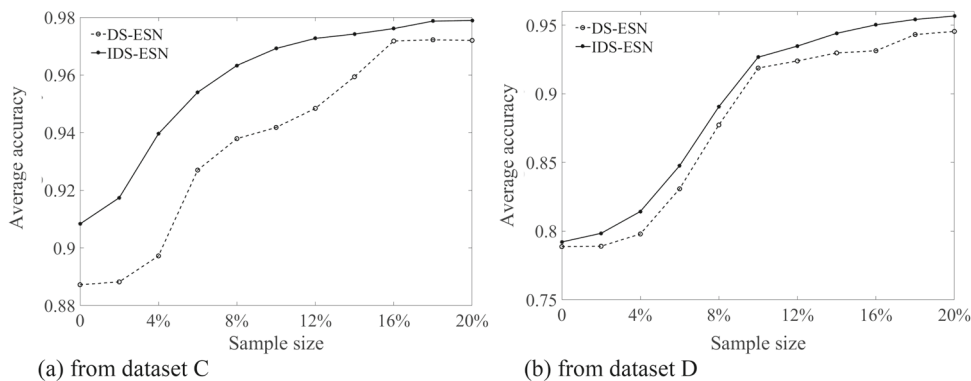 0.98
0.96
0.94
0.92
0.9
0.88
Average accuracy
DS-ESN
IDS-ESN
0 4% 8% 12% 16% 20%
Sample size
(a) from dataset C
0.95
0.9
0.85
0.8
0.75
Average accuracy
DS-ESN
IDS-ESN
0 4% 8% 12% 16% 20%
Sample size
(b) from dataset D